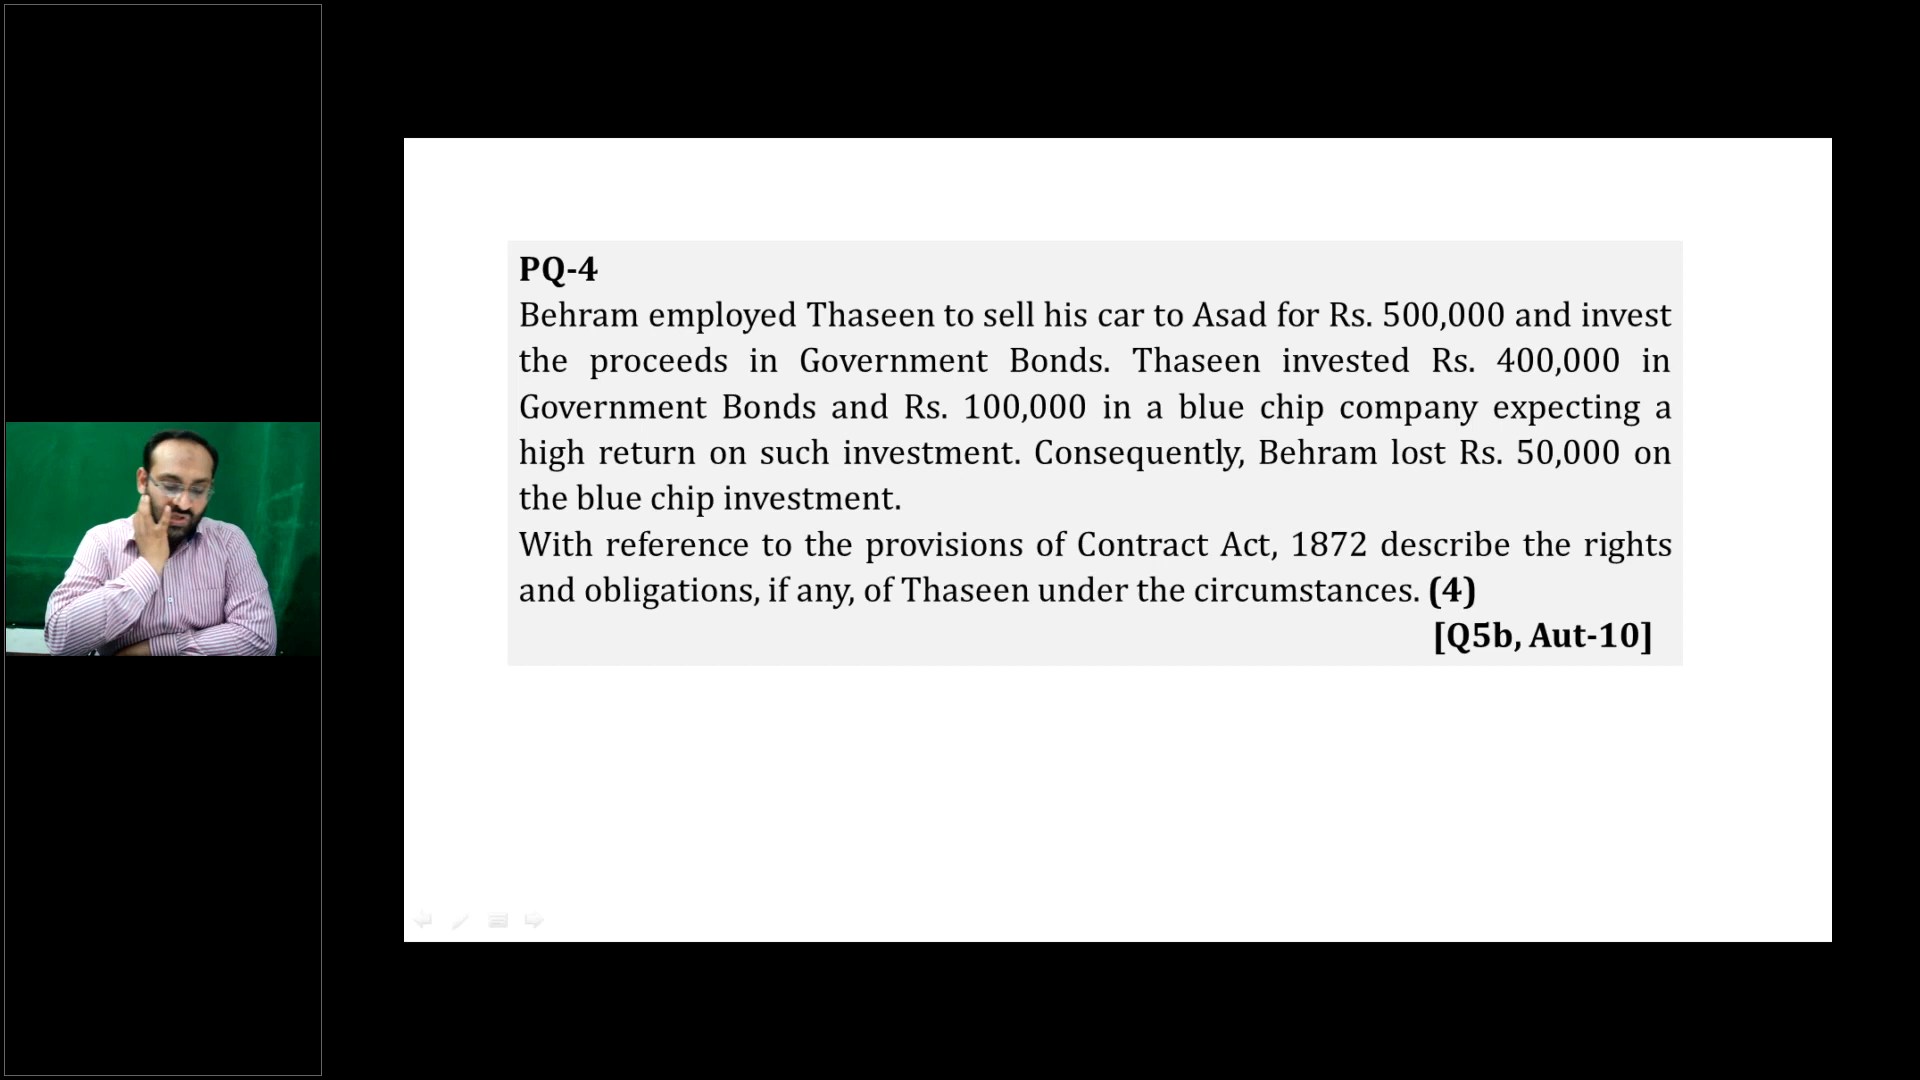 PQ-4
Behram employed Thaseen to sell his car to Asad for Rs. 500,000 and invest
the proceeds in Government Bonds. Thaseen invested Rs. 400,000 in
Government Bonds and Rs. 100,000 in a blue chip company expecting a
high return on such investment. Consequently, Behram lost Rs. 50,000 on
the blue chip investment.
With reference to the provisions of Contract Act, 1872 describe the rights
and obligations, if any, of Thaseen under the circumstances. (4)
[Q5b, Aut-10]